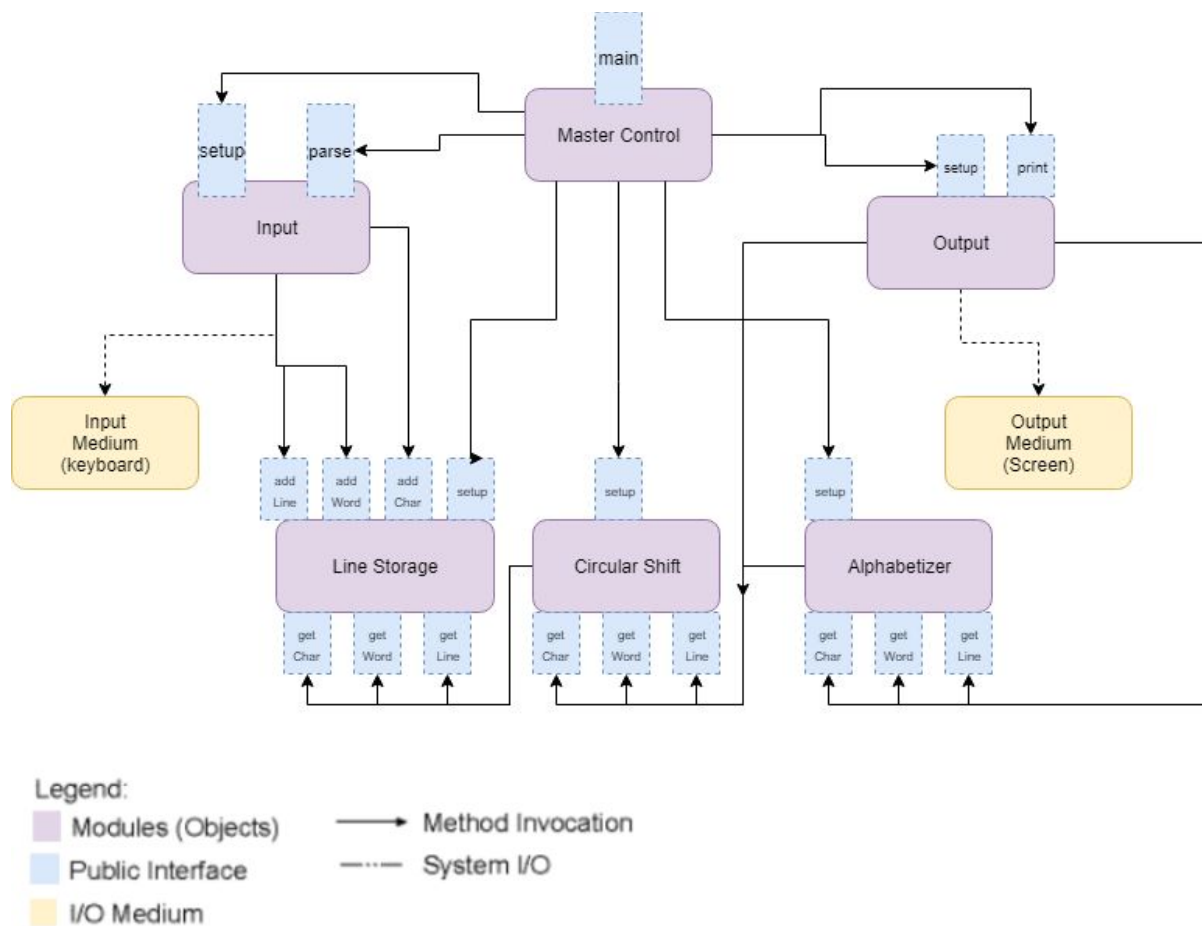 main
Master Control
setup
parse
setup
print
Input
Output
Input
Medium
(keyboard)
Output
Medium
(Screen)
add
Line
add
Word
add
Char
setup
setup
setup
Line Storage
Circular Shift
Alphabetizer
get
Char
get
Word
get
Line
get
Char
get
Word
get
Line
get
Char
get
Word
get
Line
Legend:
Modules (Objects)
Method Invocation
Public Interface
System I/O
I/O Medium